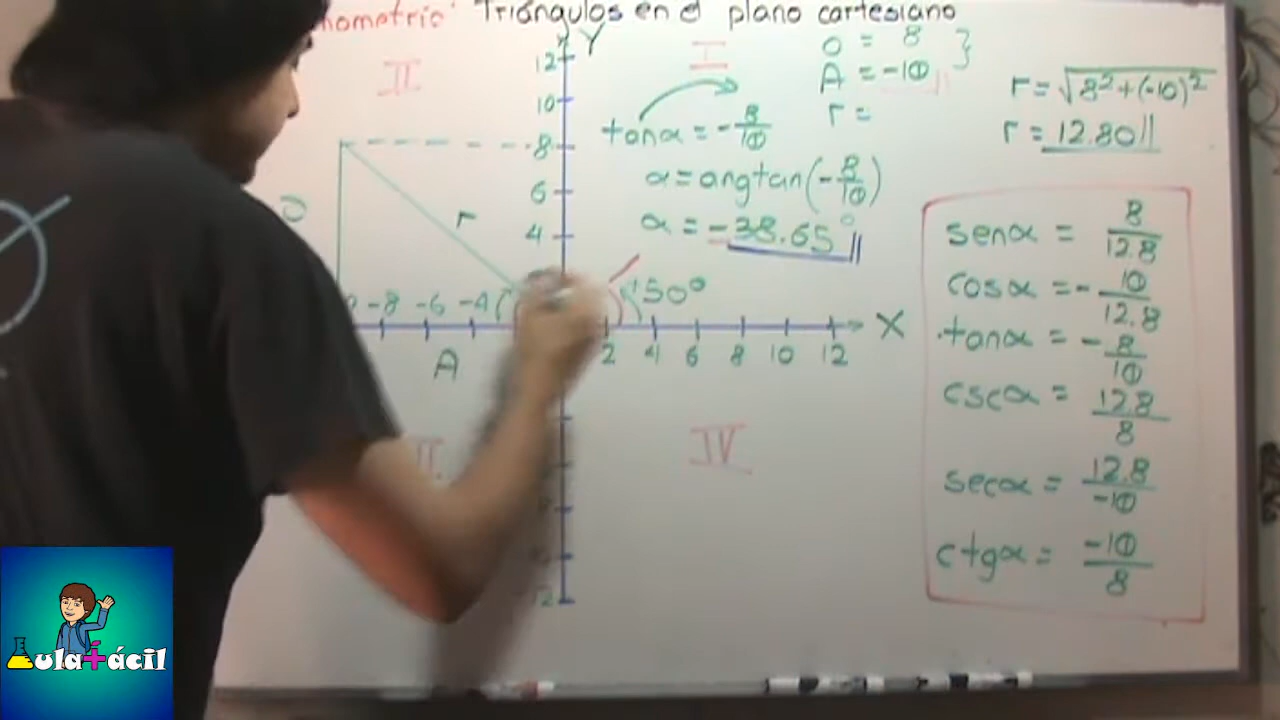 Triángulos en el plano cartesiano
Y
II
I
O = 8
A = -10
r =
r = √8²+(-10)²
r = 12.80
tanα = -8/10
α = angtan(-8/10)
α = -38.65°
12
10
8
6
4
O
r
-8 -6 -4
50°
X
2 4 6 8 10 12
A
IV
senα = 8/12.8
cosα = -10/12.8
tanα = -8/10
cscα = 12.8/8
secα = 12.8/-10
ctgα = -10/8
Aula+ácil